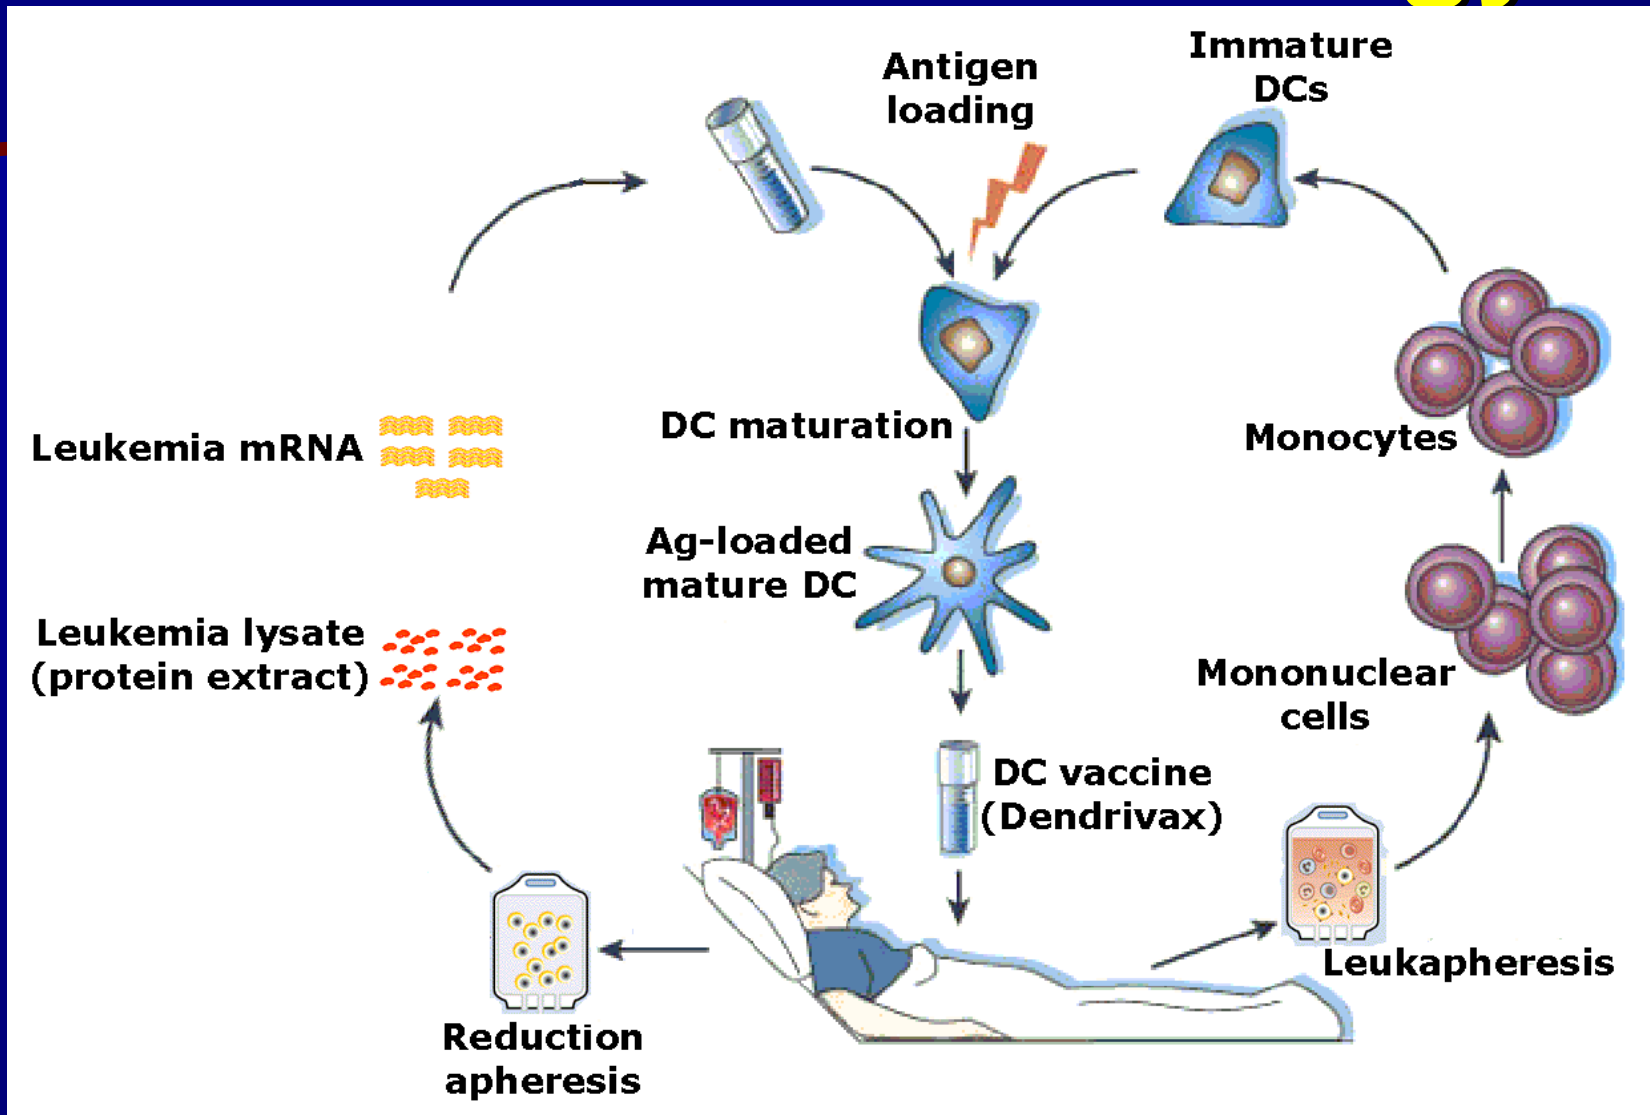 Antigen
loading
Immature
DCs
DC maturation
Leukemia mRNA
Monocytes
Ag-loaded
mature DC
Leukemia lysate
(protein extract)
Mononuclear
cells
DC vaccine
(Dendrivax)
Leukapheresis
Reduction
apheresis